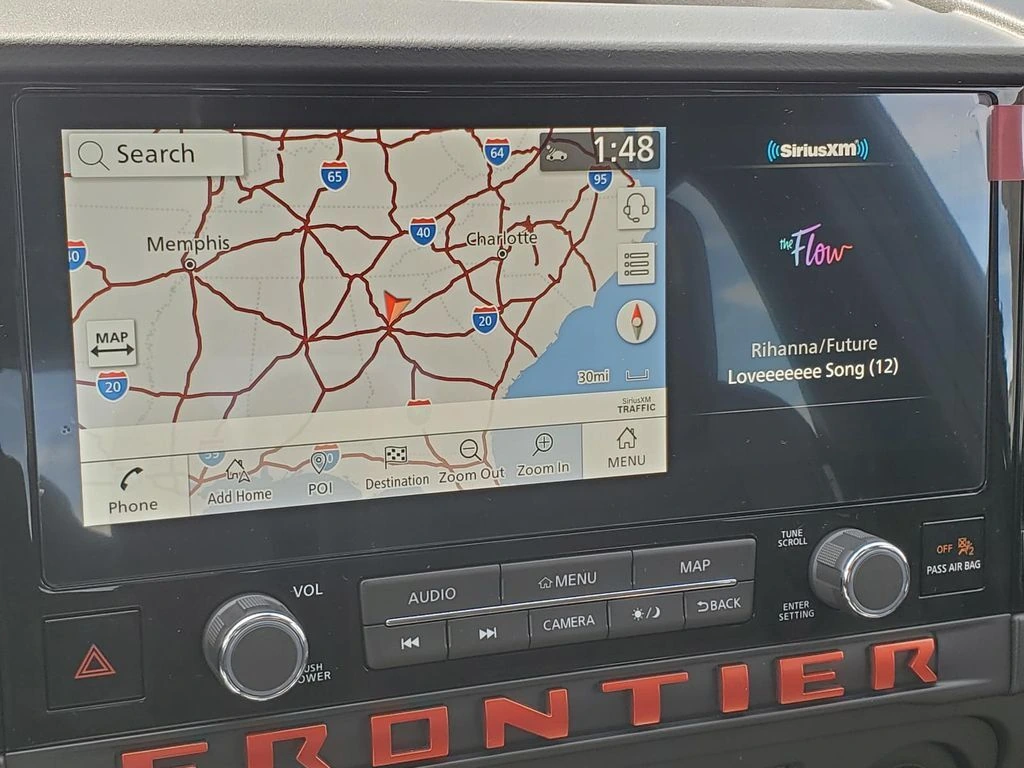 Search
64
1:48
65
95
SiriusXM
40
40
Memphis
Charlotte
the Flow
20
MAP
20
30mi
Rihanna/Future
Loveeeeeee Song (12)
SiriusXM
TRAFFIC
Phone
Add Home
POI
Destination
Zoom Out
Zoom In
MENU
VOL
AUDIO
MENU
MAP
TUNE
SCROLL
OFF
PASS AIR BAG
CAMERA
BACK
ENTER
SETTING
USH
OWER
FRONTIER